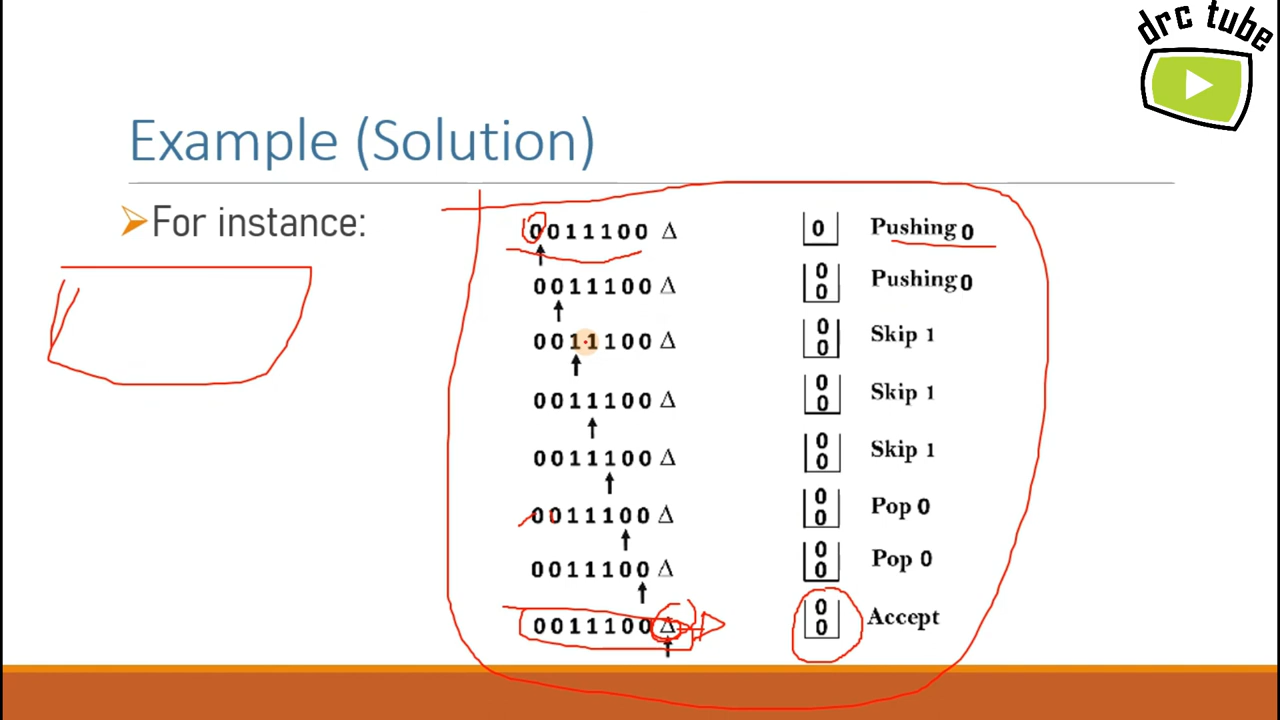 drc tube
Example (Solution)
For instance:
0011100 Δ 0 Pushing 0
0011100 Δ 0 0 Pushing 0
0011100 Δ 0 0 Skip 1
0011100 Δ 0 0 Skip 1
0011100 Δ 0 0 Skip 1
0011100 Δ 0 0 Pop 0
0011100 Δ 0 0 Pop 0
0011100 Δ 0 0 Accept